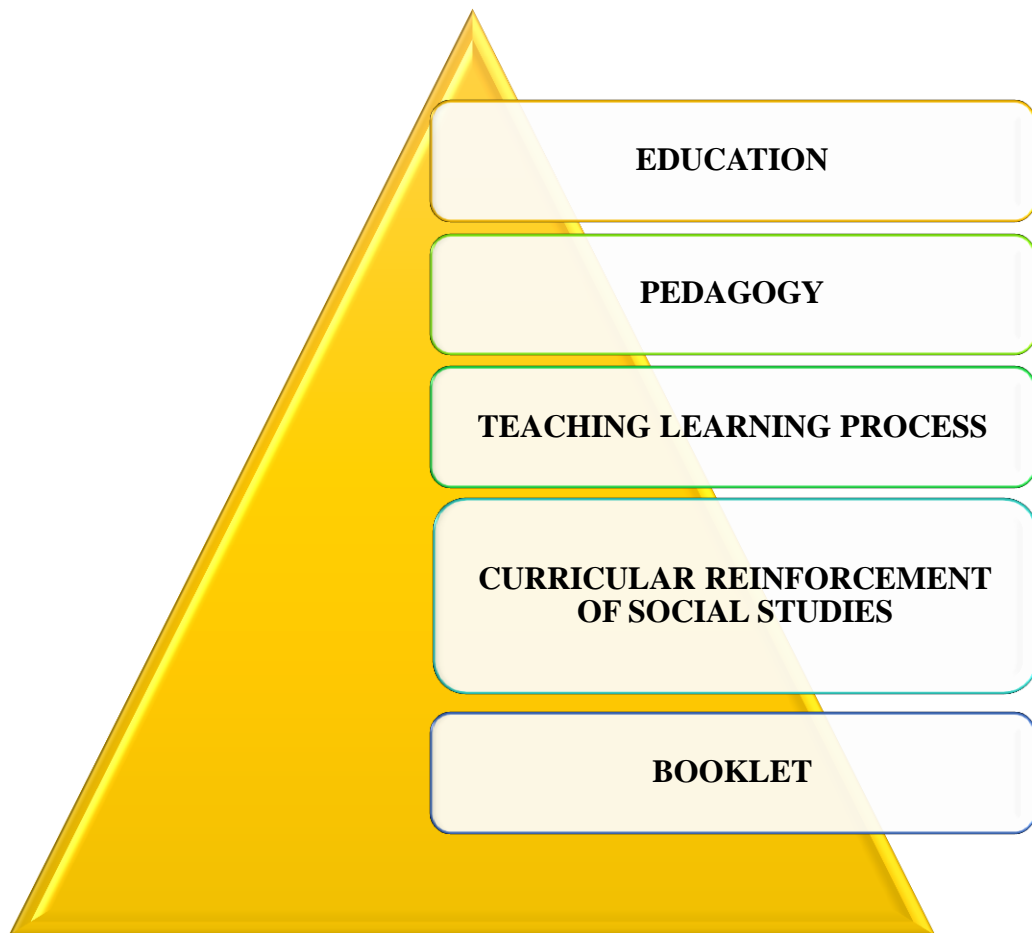 EDUCATION
PEDAGOGY
TEACHING LEARNING PROCESS
CURRICULAR REINFORCEMENT
OF SOCIAL STUDIES
BOOKLET